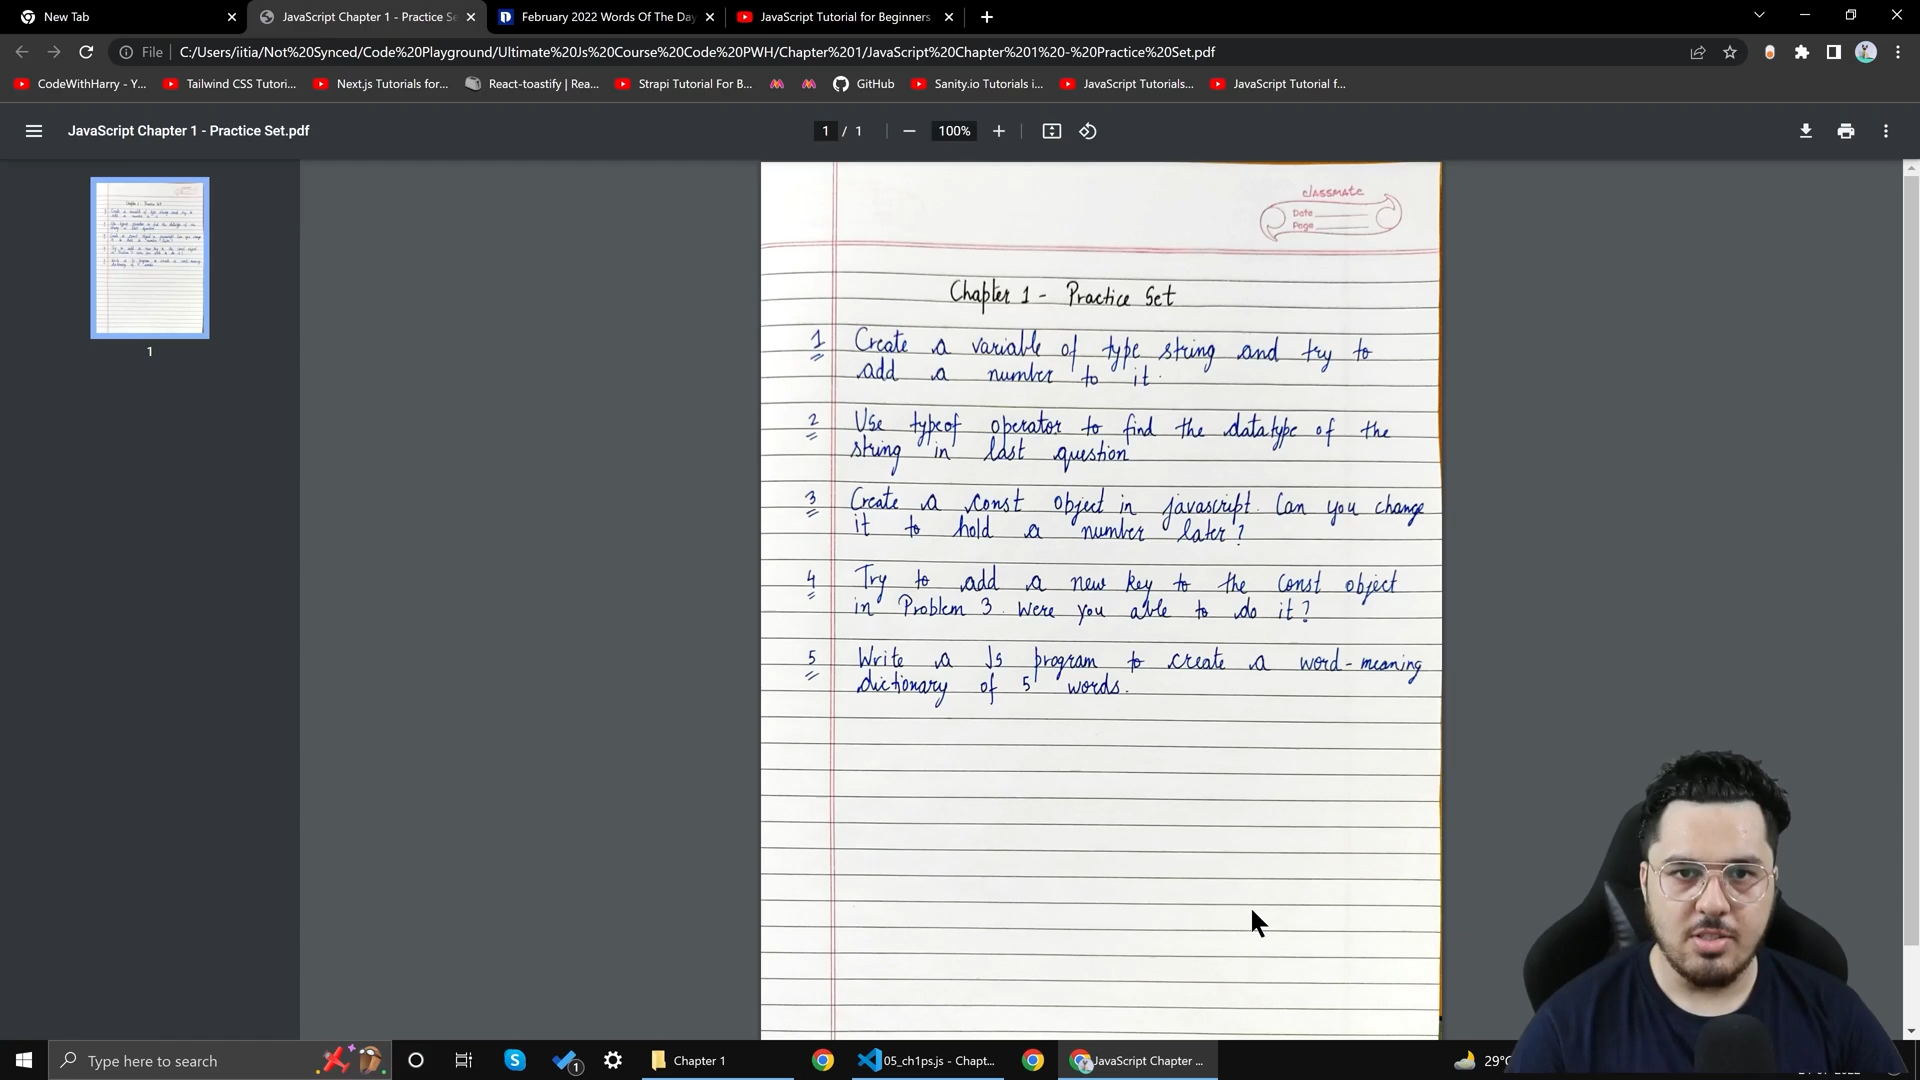 New Tab
JavaScript Chapter 1 - Practice Se
February 2022 Words Of The Day
JavaScript Tutorial for Beginners
File
C:/Users/iitia/Not%20Synced/Code%20Playground/Ultimate%20Js%20Course%20Code%20PWH/Chapter%201/JavaScript%20Chapter%201%20-%20Practice%20Set.pdf
CodeWithHarry - Y...
Tailwind CSS Tutori...
Next.js Tutorials for...
React-toastify | Rea...
Strapi Tutorial For B...
GitHub
Sanity.io Tutorials i...
JavaScript Tutorials...
JavaScript Tutorial f...
JavaScript Chapter 1 - Practice Set.pdf
1 / 1
100%
1
classmate
Date
Page
Chapter 1 - Practice Set
1 Create a variable of type string and try to
add a number to it.
2 Use typeof operator to find the datatype of the
string in last question
3 Create a const object in javascript. Can you change
it to hold a number later?
4 Try to add a new key to the const object
in Problem 3. Were you able to do it?
5 Write a Js program to create a word-meaning
dictionary of 5 words.
Type here to search
1
Chapter 1
05_ch1ps.js - Chapt...
JavaScript Chapter ...
29°C